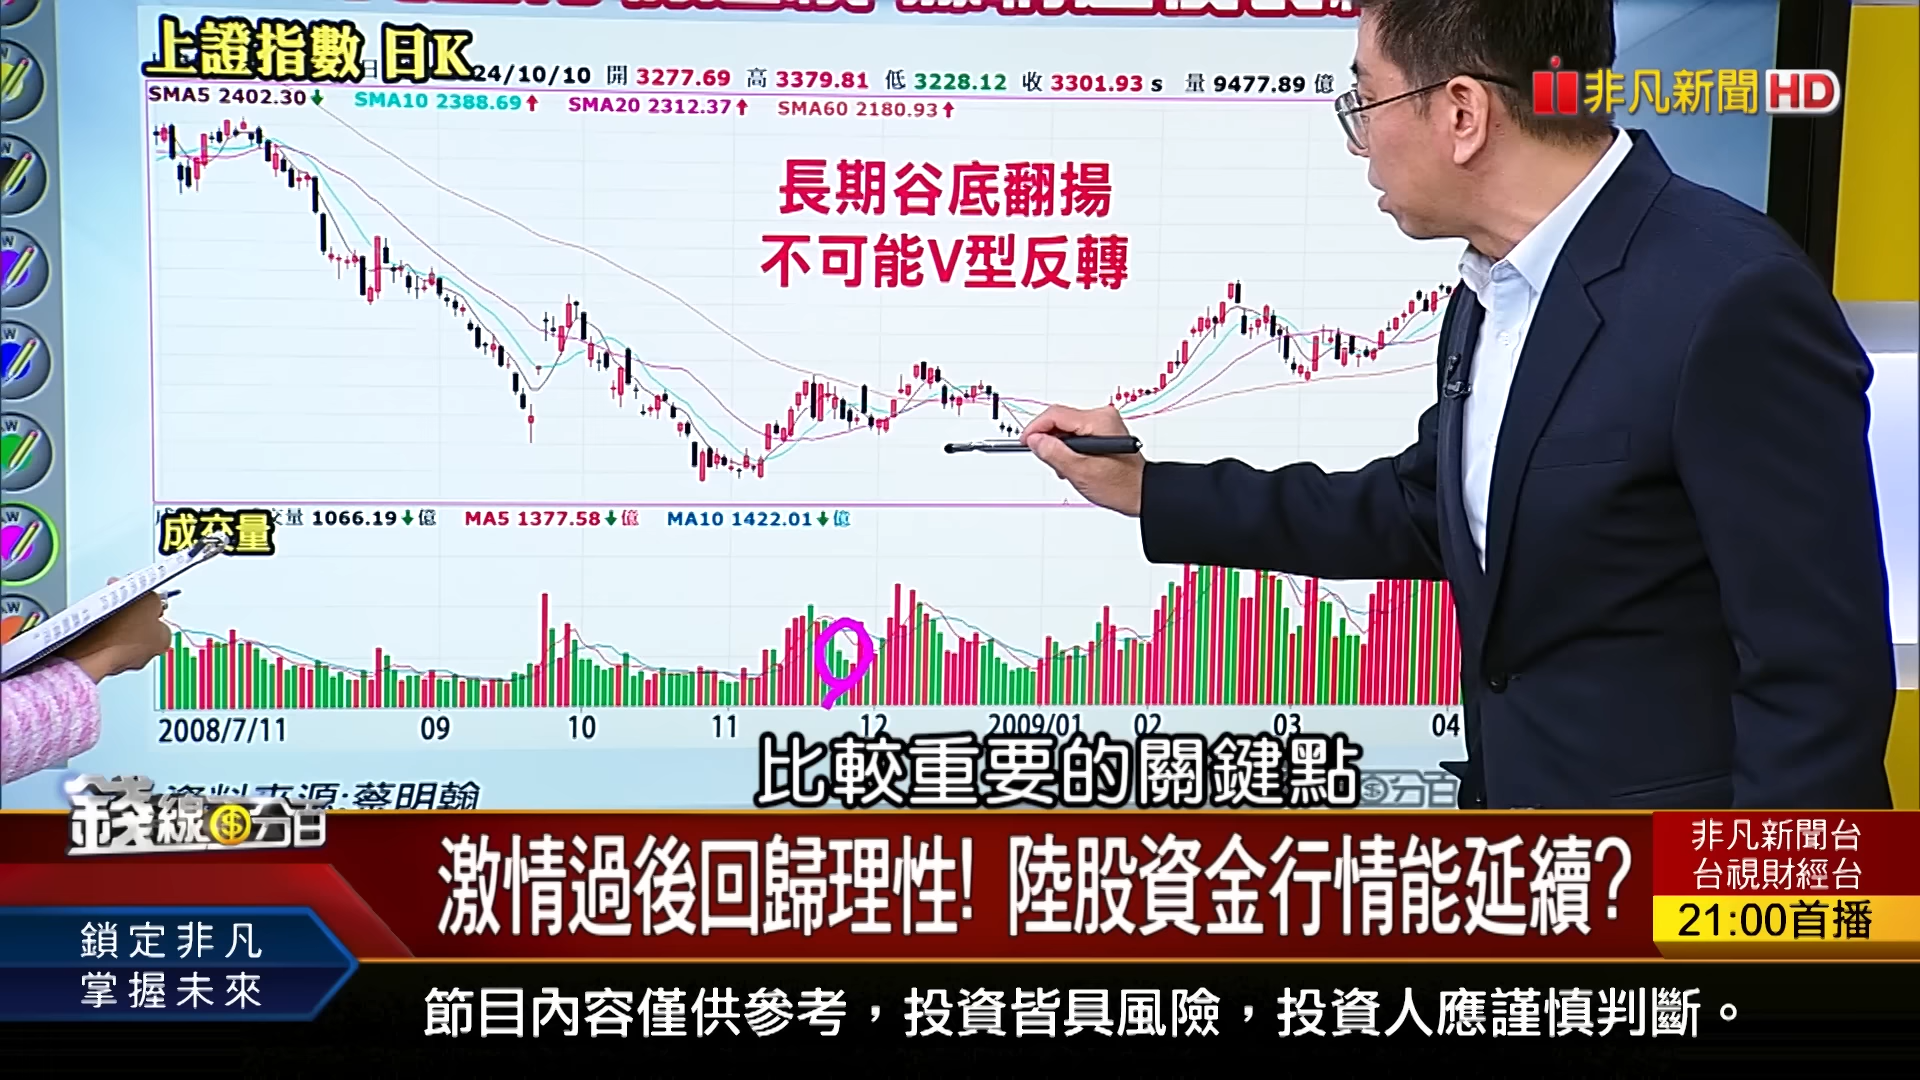 上證指數 日K
24/10/10 開 3277.69 高 3379.81 低 3228.12 收 3301.93 s 量 9477.89 億
SMA5 2402.30↓ SMA10 2388.69↑ SMA20 2312.37↑ SMA60 2180.93↑
非凡新聞HD
長期谷底翻揚
不可能V型反轉
成交量
量 1066.19↓億 MA5 1377.58↓億 MA10 1422.01↓億
2008/7/11 09 10 11 12 2009/01 02 03 04
資料來源:蔡明翰
比較重要的關鍵點
錢線$百分百
激情過後回歸理性! 陸股資金行情能延續?
非凡新聞台
台視財經台
21:00首播
鎖定非凡
掌握未來
節目內容僅供參考，投資皆具風險，投資人應謹慎判斷。